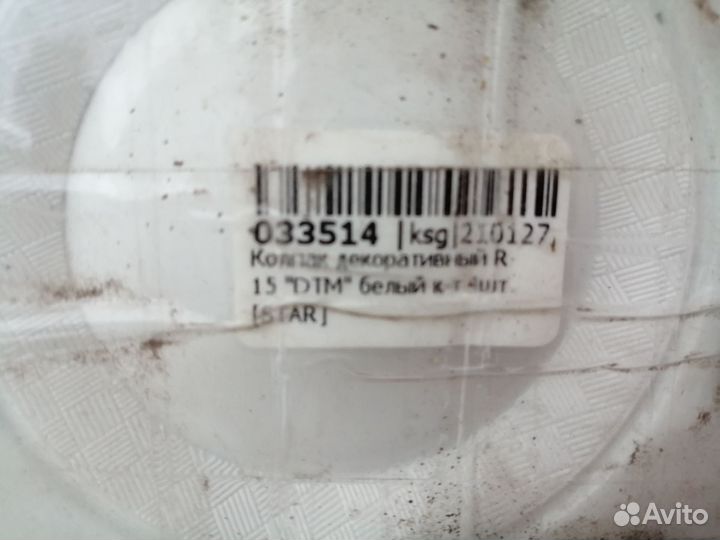 033514 |ksg|210127
Колпак декоративный R-
15 "DTM" белый к-т 4шт.
[STAR]
Avito